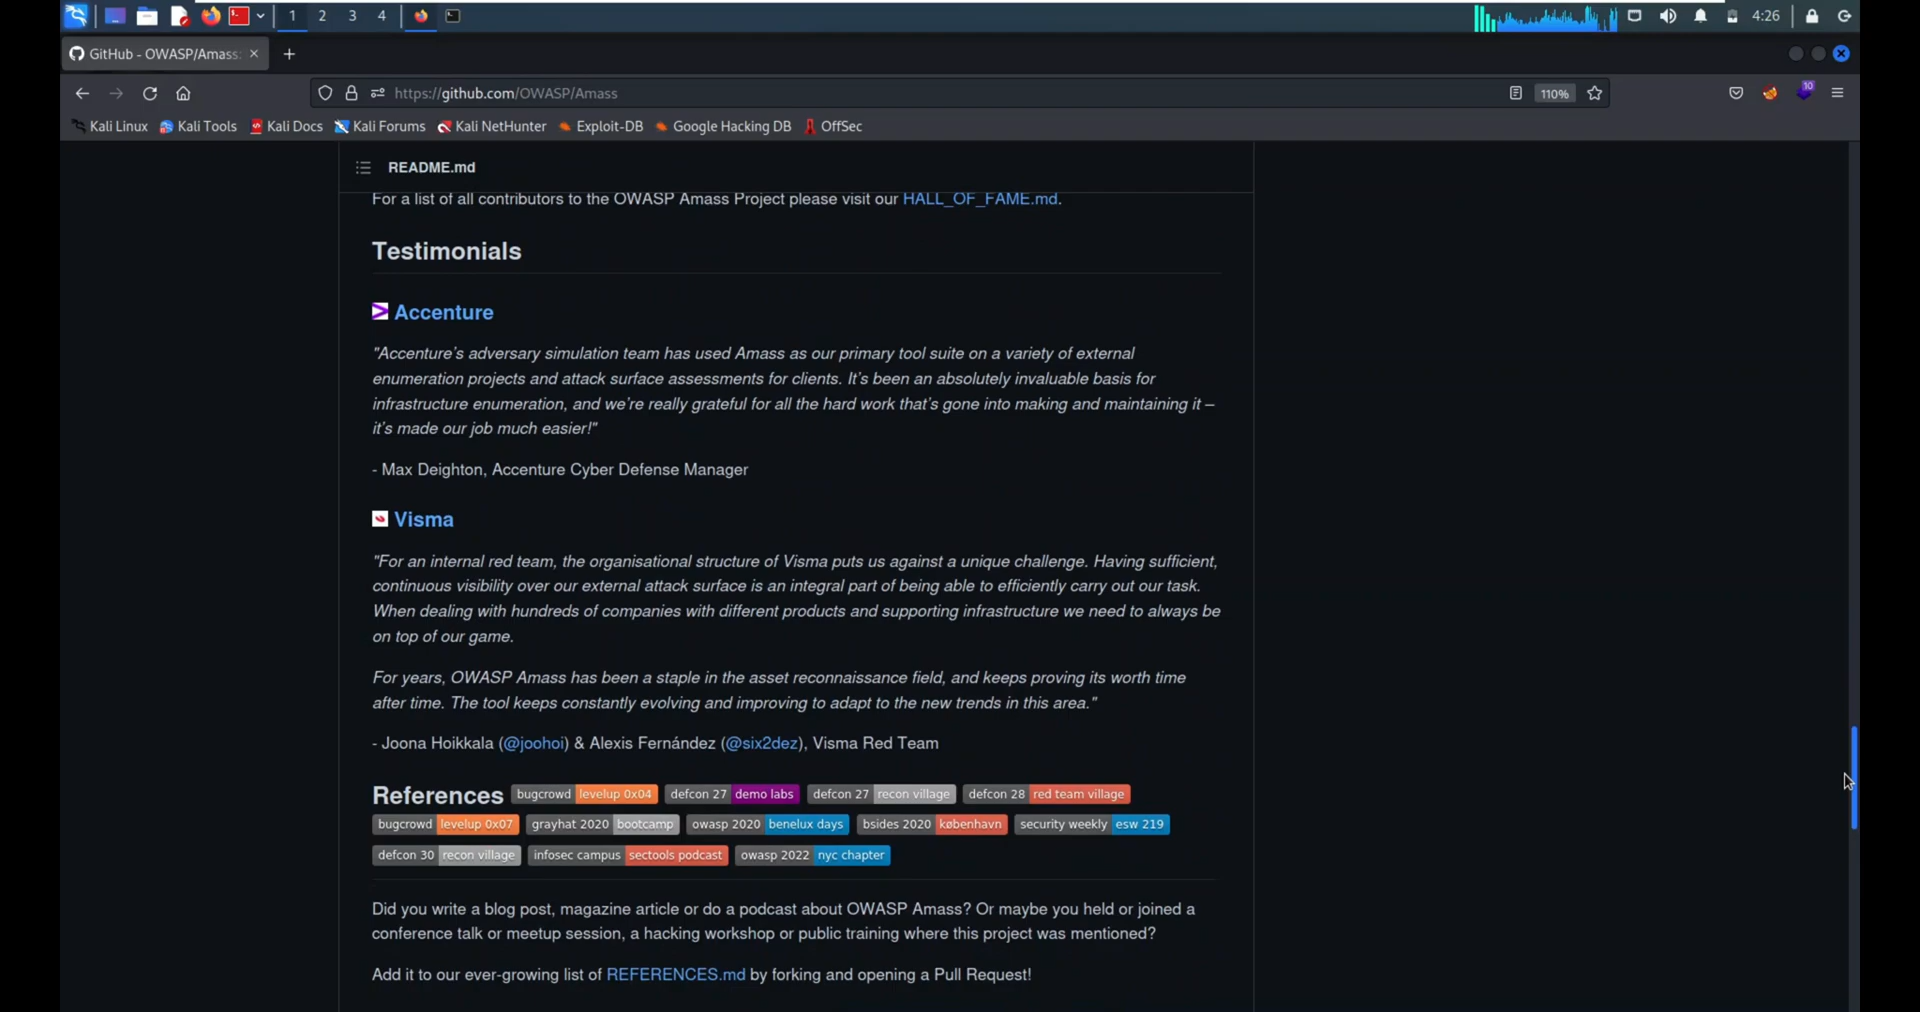 1 2 3 4 4:26
GitHub - OWASP/Amass:
https://github.com/OWASP/Amass 110% 10
Kali Linux Kali Tools Kali Docs Kali Forums Kali NetHunter Exploit-DB Google Hacking DB OffSec
README.md
For a list of all contributors to the OWASP Amass Project please visit our HALL_OF_FAME.md.
Testimonials
Accenture
"Accenture’s adversary simulation team has used Amass as our primary tool suite on a variety of external
enumeration projects and attack surface assessments for clients. It’s been an absolutely invaluable basis for
infrastructure enumeration, and we’re really grateful for all the hard work that’s gone into making and maintaining it –
it’s made our job much easier!"
- Max Deighton, Accenture Cyber Defense Manager
Visma
"For an internal red team, the organisational structure of Visma puts us against a unique challenge. Having sufficient,
continuous visibility over our external attack surface is an integral part of being able to efficiently carry out our task.
When dealing with hundreds of companies with different products and supporting infrastructure we need to always be
on top of our game.
For years, OWASP Amass has been a staple in the asset reconnaissance field, and keeps proving its worth time
after time. The tool keeps constantly evolving and improving to adapt to the new trends in this area."
- Joona Hoikkala (@joohoi) & Alexis Fernández (@six2dez), Visma Red Team
References bugcrowd levelup 0x04 defcon 27 demo labs defcon 27 recon village defcon 28 red team village
bugcrowd levelup 0x07 grayhat 2020 bootcamp owasp 2020 benelux days bsides 2020 københavn security weekly esw 219
defcon 30 recon village infosec campus sectools podcast owasp 2022 nyc chapter
Did you write a blog post, magazine article or do a podcast about OWASP Amass? Or maybe you held or joined a
conference talk or meetup session, a hacking workshop or public training where this project was mentioned?
Add it to our ever-growing list of REFERENCES.md by forking and opening a Pull Request!